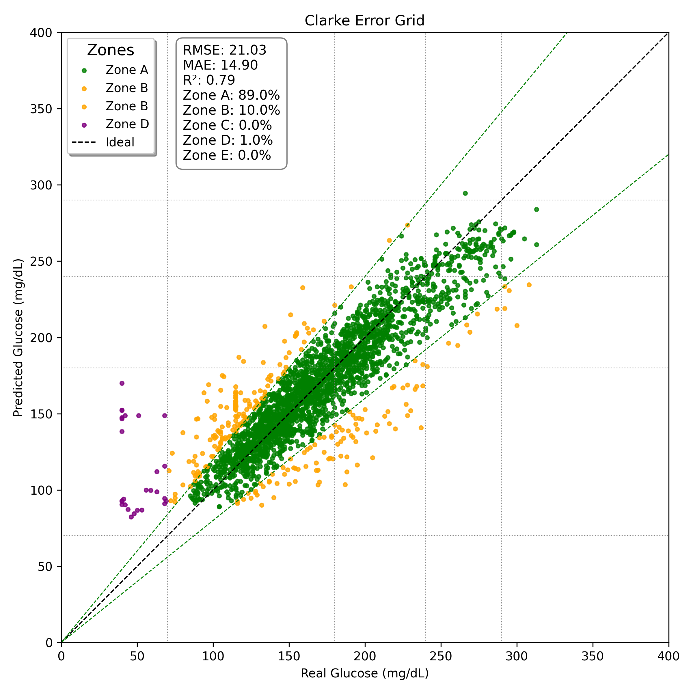 Clarke Error Grid
Zones
Zone A
Zone B
Zone B
Zone D
Ideal
RMSE: 21.03
MAE: 14.90
R²: 0.79
Zone A: 89.0%
Zone B: 10.0%
Zone C: 0.0%
Zone D: 1.0%
Zone E: 0.0%
Predicted Glucose (mg/dL)
400
350
300
250
200
150
100
50
0
0 50 100 150 200 250 300 350 400
Real Glucose (mg/dL)